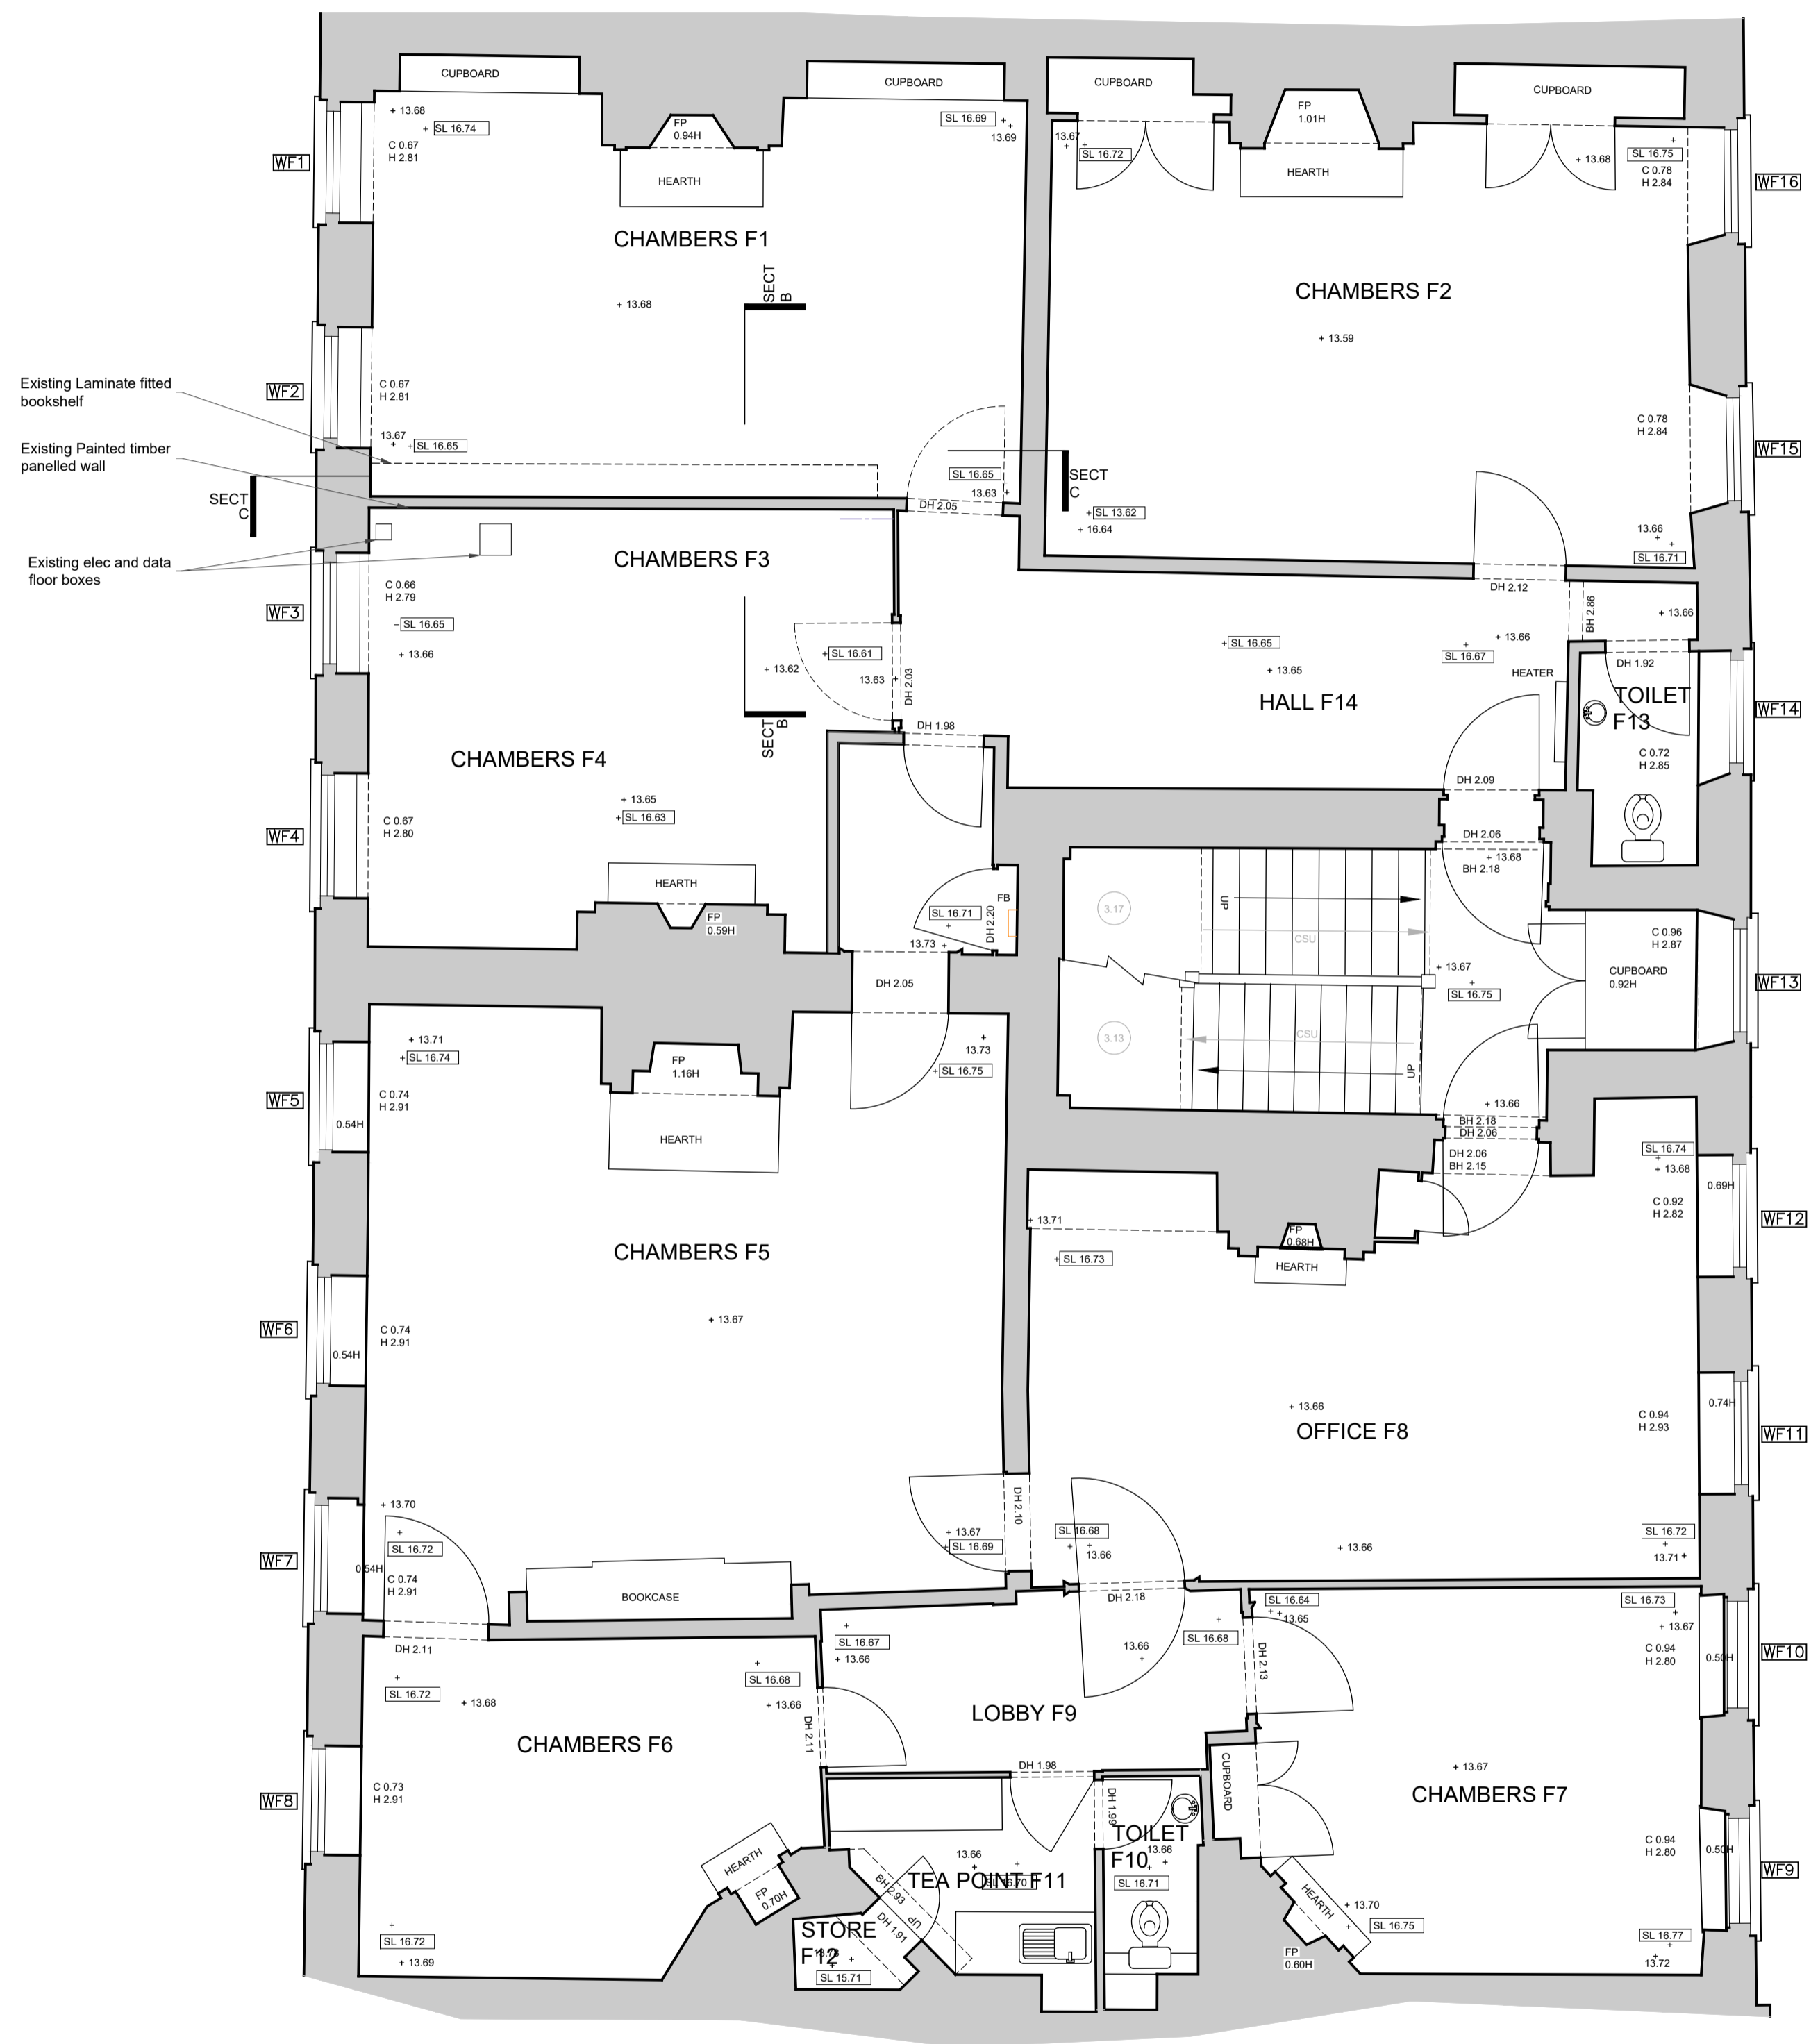 CUPBOARD
CUPBOARD
CUPBOARD
CUPBOARD
+ 13.68
SL 16.74
C 0.67
H 2.81
WF1
FP
0.94H
HEARTH
SL 16.69
13.69
13.67
SL 16.72
FP
1.01H
HEARTH
+ 13.68
SL 16.75
C 0.78
H 2.84
WF16
CHAMBERS F1
SECT
B
+ 13.68
CHAMBERS F2
+ 13.59
Existing Laminate fitted
bookshelf
WF2
C 0.67
H 2.81
13.67
SL 16.65
Existing Painted timber
panelled wall
SECT
C
SL 16.65
13.63
DH 2.05
SECT
C
SL 13.62
+ 16.64
C 0.78
H 2.84
WF15
13.66
SL 16.71
Existing elec and data
floor boxes
CHAMBERS F3
C 0.66
H 2.79
WF3
SL 16.65
+ 13.66
SL 16.61
+ 13.62
13.63
DH 2.03
DH 1.98
SECT
B
DH 2.12
BH 2.86
+ 13.66
SL 16.65
+ 13.65
+ 13.66
SL 16.67
HEATER
HALL F14
DH 1.92
TOILET
F13
C 0.72
H 2.85
WF14
CHAMBERS F4
+ 13.65
SL 16.63
C 0.67
H 2.80
WF4
HEARTH
FP
0.59H
DH 2.09
DH 2.06
+ 13.68
BH 2.18
SL 16.71
13.73
DH 2.20
FB
3.17
UP
CSU
3.13
CSU
UP
+ 13.67
SL 16.75
C 0.96
H 2.87
CUPBOARD
0.92H
WF13
DH 2.05
+ 13.71
SL 16.74
C 0.74
H 2.91
WF5
0.54H
FP
1.16H
HEARTH
13.73
SL 16.75
+ 13.66
BH 2.18
DH 2.06
DH 2.06
BH 2.15
SL 16.74
+ 13.68
0.69H
C 0.92
H 2.82
WF12
+ 13.71
SL 16.73
FP
0.68H
HEARTH
CHAMBERS F5
+ 13.67
WF6
C 0.74
H 2.91
0.54H
+ 13.66
OFFICE F8
0.74H
C 0.94
H 2.93
WF11
+ 13.70
SL 16.72
WF7
0.54H
C 0.74
H 2.91
DH 2.10
+ 13.67
SL 16.69
SL 16.68
13.66
+ 13.66
SL 16.72
13.71 +
BOOKCASE
DH 2.11
DH 2.18
SL 16.64
13.65
SL 16.73
+ 13.67
C 0.94
H 2.80
0.50H
WF10
SL 16.67
+ 13.66
13.66
SL 16.68
DH 2.13
SL 16.72
+ 13.68
SL 16.68
+ 13.66
DH 2.11
LOBBY F9
CHAMBERS F6
C 0.73
H 2.91
WF8
DH 1.98
DH 1.99
CUPBOARD
+ 13.67
CHAMBERS F7
C 0.94
H 2.80
0.50H
WF9
HEARTH
FP
0.70H
TOILET
F10
13.66
SL 16.71
13.66
TEA POINT F11
BH 2.93
UP
DH 1.91
STORE
F12
SL 15.71
HEARTH
FP
0.60H
+ 13.70
SL 16.75
SL 16.77
13.72
SL 16.72
+ 13.69